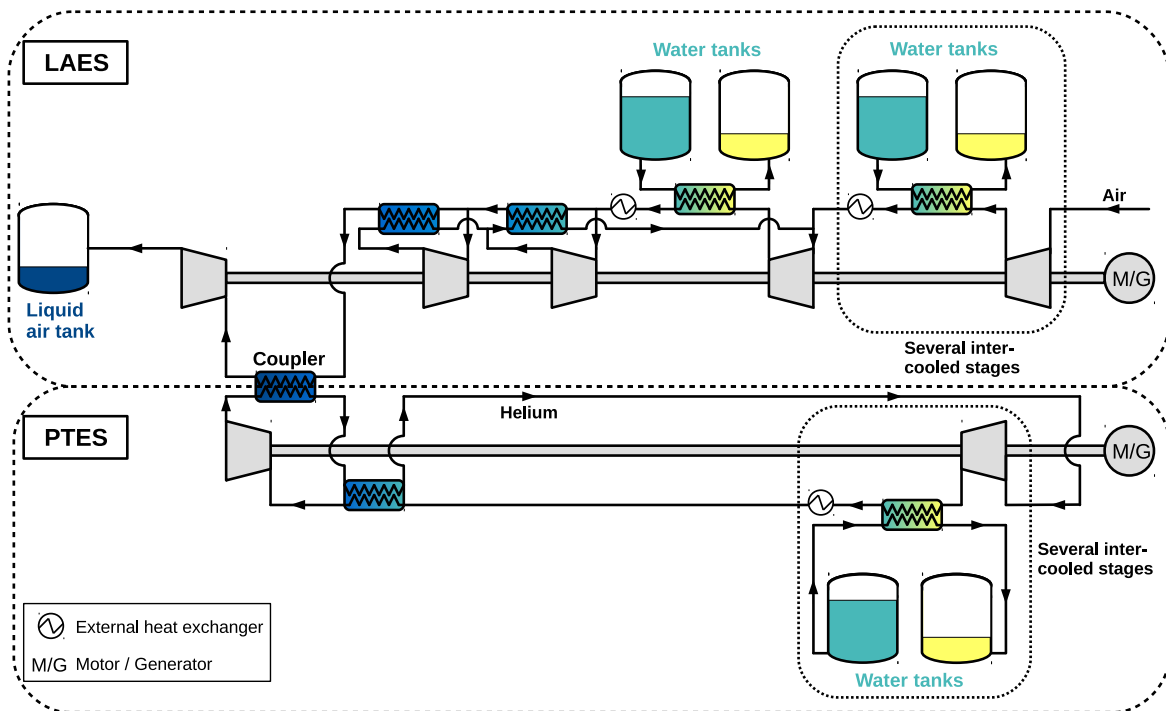 LAES
Water tanks
Water tanks
Air
M/G
Liquid
air tank
Several inter-
cooled stages
Coupler
PTES
Helium
M/G
Several inter-
cooled stages
External heat exchanger
M/G Motor / Generator
Water tanks